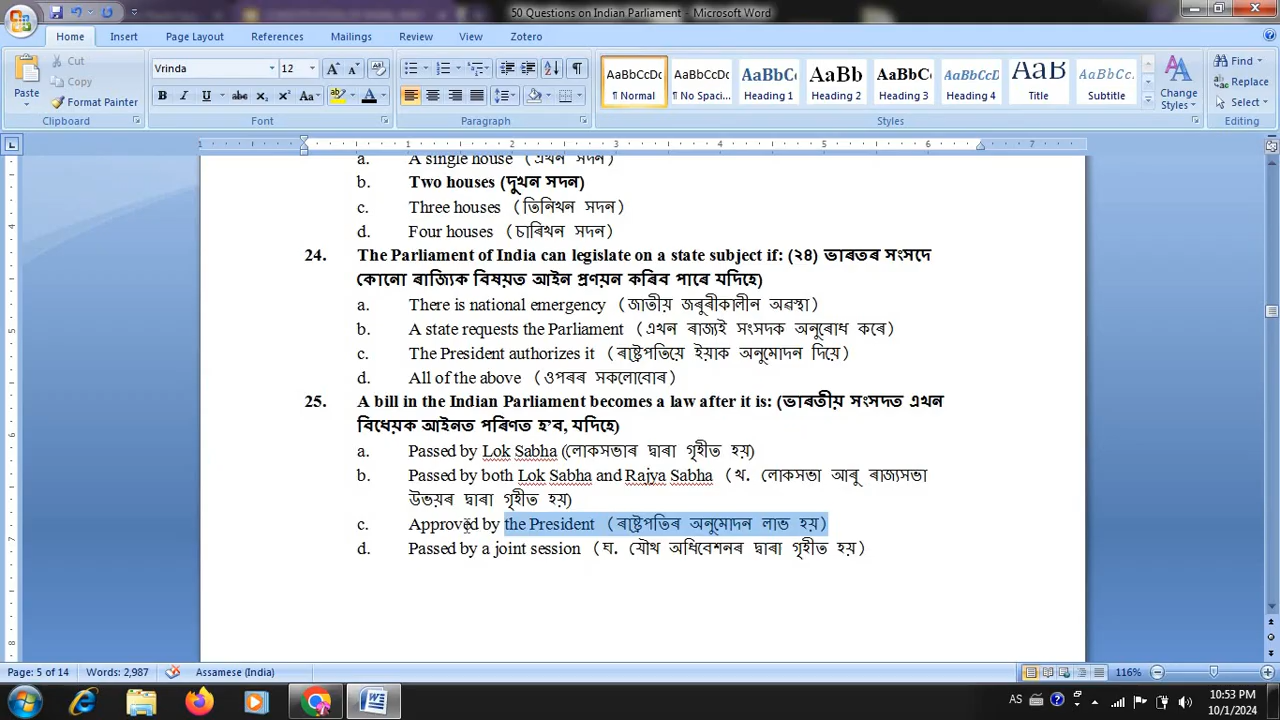 50 Questions on Indian Parliament - Microsoft Word
Home Insert Page Layout References Mailings Review View Zotero
Cut
Copy
Format Painter
Paste
Clipboard
Vrinda 12
Font
Paragraph
AaBbCcDc ¶ Normal
AaBbCcDc ¶ No Spaci...
AaBbC Heading 1
AaBb Heading 2
AaBbC Heading 3
AaBbCcD Heading 4
AaB Title
AaBbCcD Subtitle
Change Styles
Styles
Find
Replace
Select
Editing
a. A single house (এখন সদন)
b. Two houses (দুখন সদন)
c. Three houses (তিনিখন সদন)
d. Four houses (চাৰিখন সদন)
24. The Parliament of India can legislate on a state subject if: (২৪) ভাৰতৰ সংসদে
কোনো ৰাজ্যিক বিষয়ত আইন প্ৰণয়ন কৰিব পাৰে যদিহে)
a. There is national emergency (জাতীয় জৰুৰীকালীন অৱস্থা)
b. A state requests the Parliament (এখন ৰাজ্যই সংসদক অনুৰোধ কৰে)
c. The President authorizes it (ৰাষ্ট্ৰপতিয়ে ইয়াক অনুমোদন দিয়ে)
d. All of the above (ওপৰৰ সকলোবোৰ)
25. A bill in the Indian Parliament becomes a law after it is: (ভাৰতীয় সংসদত এখন
বিধেয়ক আইনত পৰিণত হ'ব, যদিহে)
a. Passed by Lok Sabha (লোকসভাৰ দ্বাৰা গৃহীত হয়)
b. Passed by both Lok Sabha and Rajya Sabha (খ. লোকসভা আৰু ৰাজ্যসভা
উভয়ৰ দ্বাৰা গৃহীত হয়)
c. Approved by the President (ৰাষ্ট্ৰপতিৰ অনুমোদন লাভ হয়)
d. Passed by a joint session (ঘ. যৌথ অধিবেশনৰ দ্বাৰা গৃহীত হয়)
Page: 5 of 14 Words: 2,987 Assamese (India) 116%
AS 10:53 PM
10/1/2024